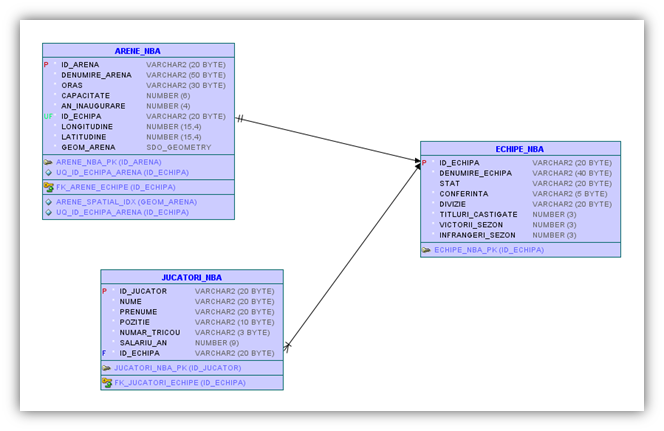 ARENE_NBA
P * ID_ARENA VARCHAR2 (20 BYTE)
* DENUMIRE_ARENA VARCHAR2 (50 BYTE)
* ORAS VARCHAR2 (30 BYTE)
* CAPACITATE NUMBER (6)
* AN_INAUGURARE NUMBER (4)
UF * ID_ECHIPA VARCHAR2 (20 BYTE)
* LONGITUDINE NUMBER (15,4)
* LATITUDINE NUMBER (15,4)
* GEOM_ARENA SDO_GEOMETRY
ARENE_NBA_PK (ID_ARENA)
UQ_ID_ECHIPA_ARENA (ID_ECHIPA)
FK_ARENE_ECHIPE (ID_ECHIPA)
ARENE_SPATIAL_IDX (GEOM_ARENA)
UQ_ID_ECHIPA_ARENA (ID_ECHIPA)
ECHIPE_NBA
P * ID_ECHIPA VARCHAR2 (20 BYTE)
* DENUMIRE_ECHIPA VARCHAR2 (40 BYTE)
* STAT VARCHAR2 (20 BYTE)
* CONFERINTA VARCHAR2 (5 BYTE)
* DIVIZIE VARCHAR2 (20 BYTE)
* TITLURI_CASTIGATE NUMBER (3)
* VICTORII_SEZON NUMBER (3)
* INFRANGERI_SEZON NUMBER (3)
ECHIPE_NBA_PK (ID_ECHIPA)
JUCATORI_NBA
P * ID_JUCATOR VARCHAR2 (20 BYTE)
* NUME VARCHAR2 (20 BYTE)
* PRENUME VARCHAR2 (20 BYTE)
* POZITIE VARCHAR2 (10 BYTE)
* NUMAR_TRICOU VARCHAR2 (3 BYTE)
* SALARIU_AN NUMBER (9)
F * ID_ECHIPA VARCHAR2 (20 BYTE)
JUCATORI_NBA_PK (ID_JUCATOR)
FK_JUCATORI_ECHIPE (ID_ECHIPA)